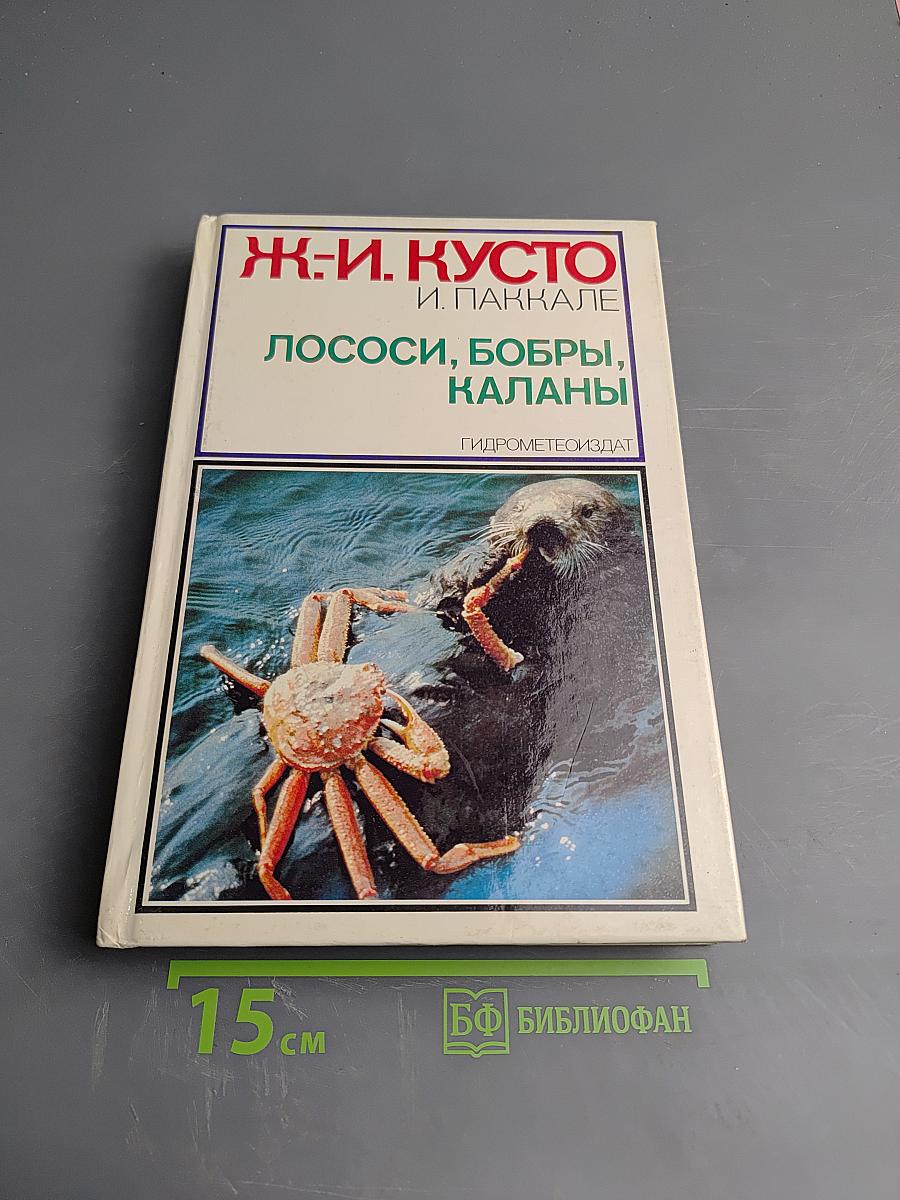 Ж.-И. КУСТО
И. ПАККАЛЕ
ЛОСОСИ, БОБРЫ,
КАЛАНЫ
ГИДРОМЕТЕОИЗДАТ
15 см
БФ БИБЛИОФАН